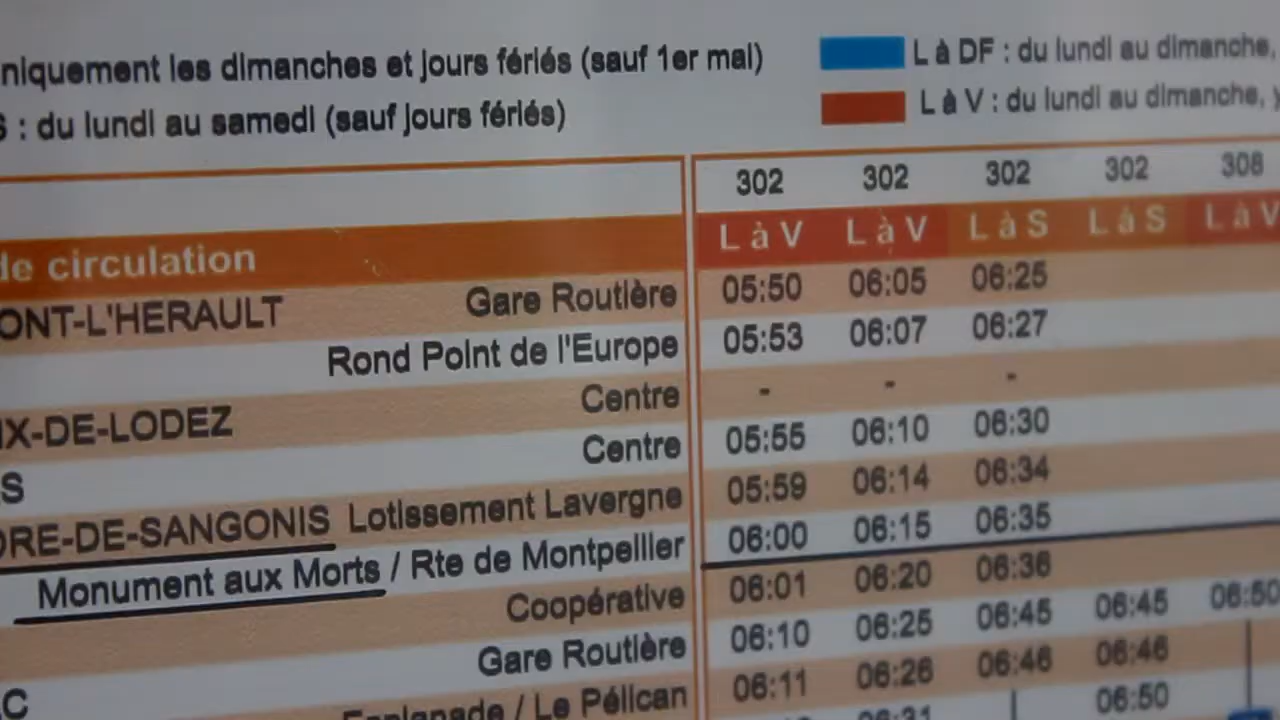 niquement les dimanches et jours fériés (sauf 1er mai)
L à DF : du lundi au dimanche,
S : du lundi au samedi (sauf jours fériés)
L à V : du lundi au dimanche, y
302 302 302 302 308
de circulation L à V L à V L à S L à S L à V
ONT-L'HERAULT Gare Routière 05:50 06:05 06:25
Rond Point de l'Europe 05:53 06:07 06:27
Centre - - -
IX-DE-LODEZ Centre 05:55 06:10 06:30
S Lotissement Lavergne 05:59 06:14 06:34
DRE-DE-SANGONIS Monument aux Morts / Rte de Montpellier 06:00 06:15 06:35
Coopérative 06:01 06:20 06:36
Gare Routière 06:10 06:25 06:45 06:45 06:50
C Esplanade / Le Pélican 06:11 06:26 06:46 06:46
06:31 06:50